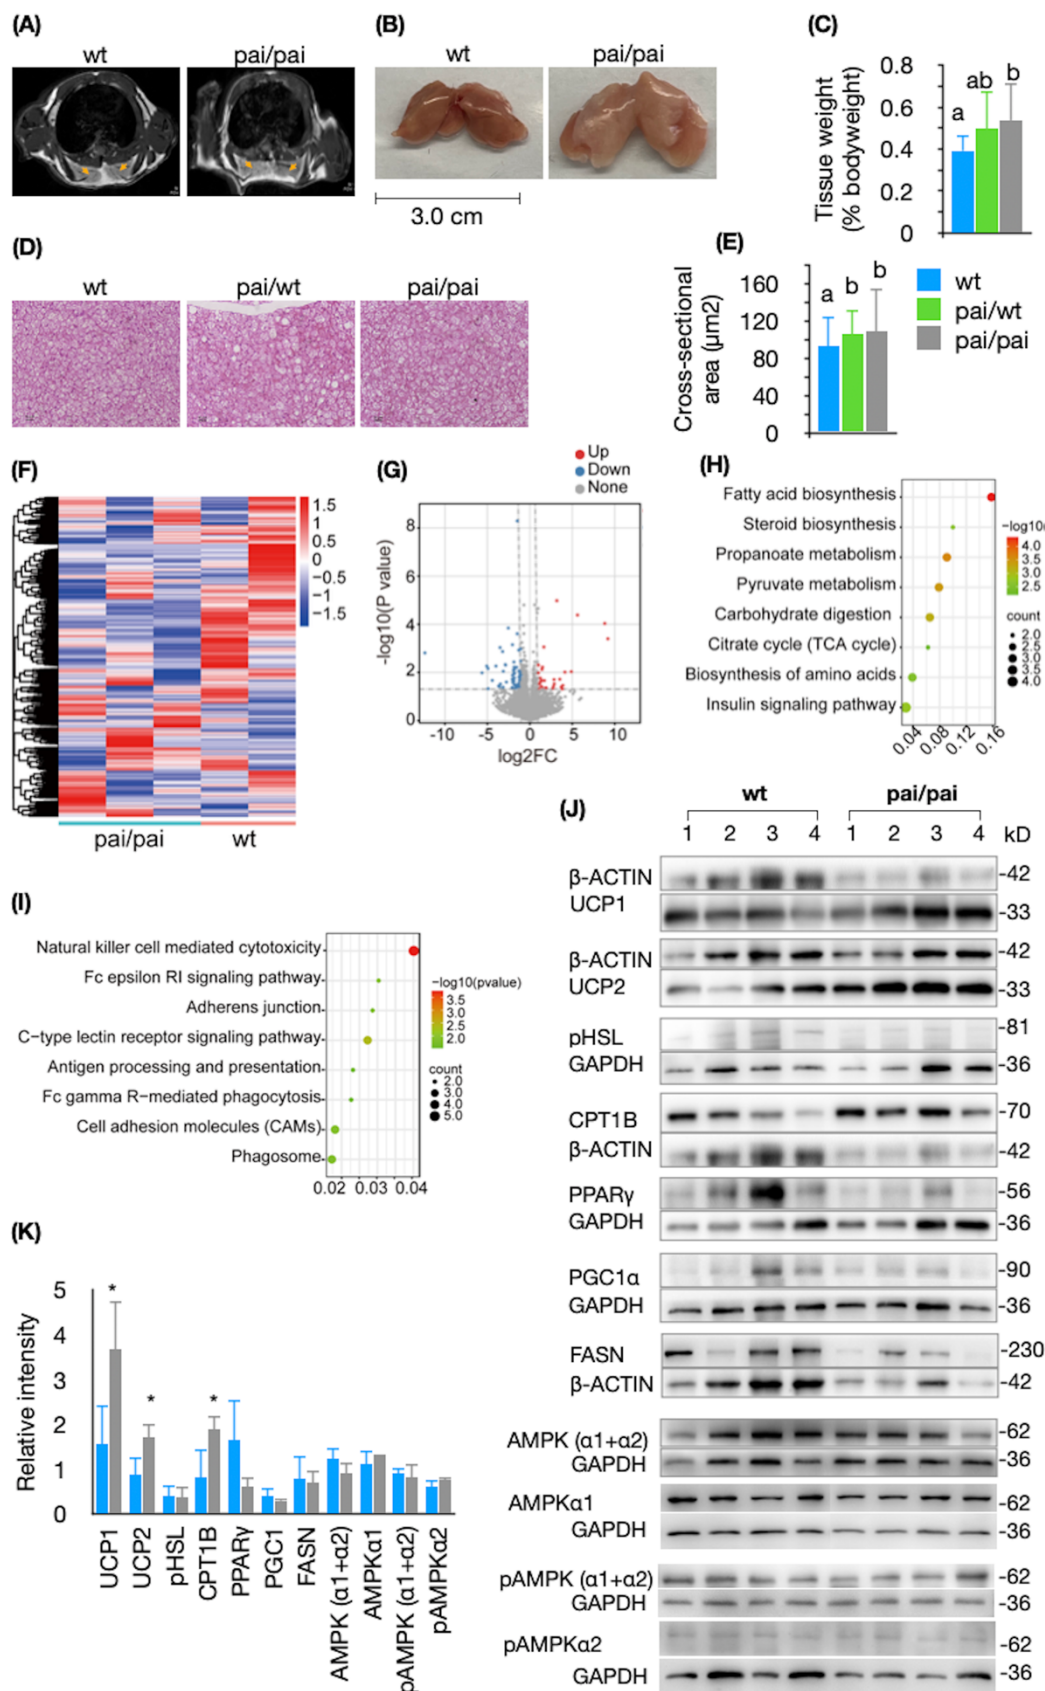 (A)
wt
pai/pai
(B)
wt
pai/pai
3.0 cm
(C)
Tissue weight
(% bodyweight)
0.8
0.6
0.4
0.2
0
a
ab
b
(D)
wt
pai/wt
pai/pai
(E)
Cross-sectional
area (µm2)
160
120
80
40
0
a
b
b
wt
pai/wt
pai/pai
(F)
1.5
1
0.5
0
−0.5
−1
−1.5
pai/pai
wt
(G)
Up
Down
None
-log10(P value)
8
6
4
2
0
-10
-5
0
5
10
log2FC
(H)
Fatty acid biosynthesis
Steroid biosynthesis
Propanoate metabolism
Pyruvate metabolism
Carbohydrate digestion
Citrate cycle (TCA cycle)
Biosynthesis of amino acids
Insulin signaling pathway
0.04
0.08
0.12
0.16
−log10(
4.0
3.5
3.0
2.5
count
2.0
2.5
3.0
3.5
4.0
(I)
Natural killer cell mediated cytotoxicity
Fc epsilon RI signaling pathway
Adherens junction
C−type lectin receptor signaling pathway
Antigen processing and presentation
Fc gamma R−mediated phagocytosis
Cell adhesion molecules (CAMs)
Phagosome
0.02
0.03
0.04
−log10(pvalue)
3.5
3.0
2.5
2.0
count
2.0
3.0
4.0
5.0
(J)
wt
pai/pai
1 2 3 4 1 2 3 4 kD
β-ACTIN -42
UCP1 -33
β-ACTIN -42
UCP2 -33
pHSL -81
GAPDH -36
CPT1B -70
β-ACTIN -42
PPARγ -56
GAPDH -36
PGC1α -90
GAPDH -36
FASN -230
β-ACTIN -42
AMPK (α1+α2) -62
GAPDH -36
AMPKα1 -62
GAPDH -36
pAMPK (α1+α2) -62
GAPDH -36
pAMPKα2 -62
GAPDH -36
(K)
Relative intensity
5
4
3
2
1
0
*
*
*
UCP1
UCP2
pHSL
CPT1B
PPARγ
PGC1
FASN
AMPK (α1+α2)
AMPKα1
pAMPK (α1+α2)
pAMPKα2